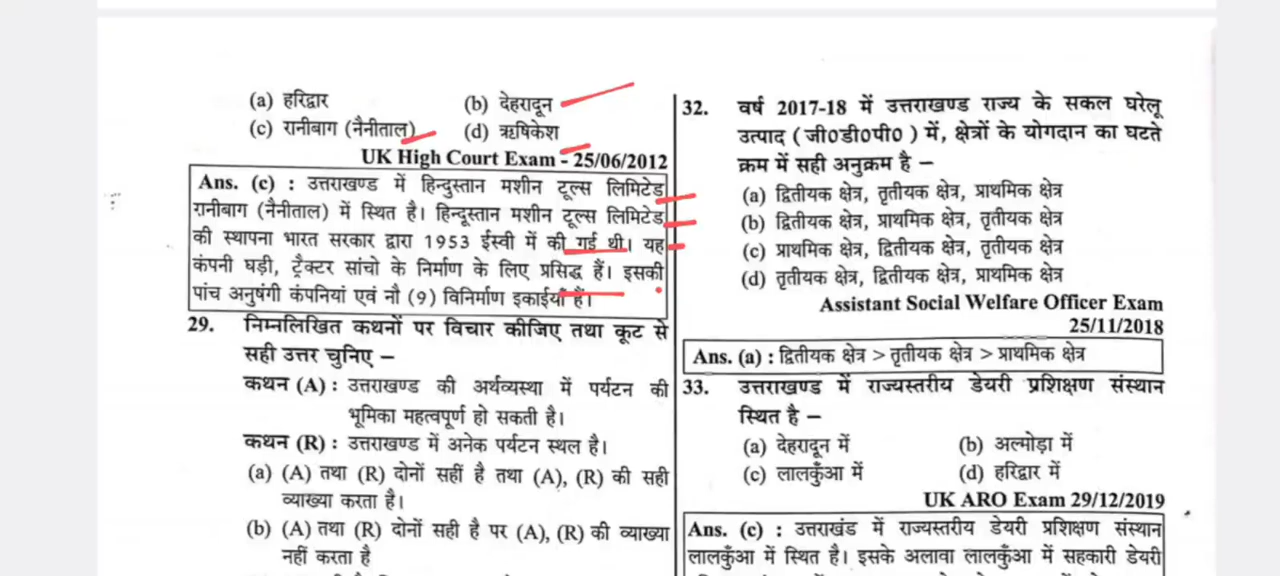 (a) हरिद्वार (b) देहरादून
(c) रानीबाग (नैनीताल) (d) ऋषिकेश
UK High Court Exam - 25/06/2012
Ans. (c) : उत्तराखण्ड में हिन्दुस्तान मशीन टूल्स लिमिटेड
रानीबाग (नैनीताल) में स्थित है। हिन्दूस्तान मशीन टूल्स लिमिटेड
की स्थापना भारत सरकार द्वारा 1953 ईस्वी में की गई थी। यह
कंपनी घड़ी, ट्रैक्टर सांचो के निर्माण के लिए प्रसिद्ध हैं। इसकी
पांच अनुषंगी कंपनियां एवं नौ (9) विनिर्माण इकाईयाँ हैं।
29. निम्नलिखित कथनों पर विचार कीजिए तथा कूट से
सही उत्तर चुनिए –
कथन (A) : उत्तराखण्ड की अर्थव्यस्था में पर्यटन की
भूमिका महत्वपूर्ण हो सकती है।
कथन (R) : उत्तराखण्ड में अनेक पर्यटन स्थल है।
(a) (A) तथा (R) दोनों सहीं है तथा (A), (R) की सही
व्याख्या करता है।
(b) (A) तथा (R) दोनों सही है पर (A), (R) की व्याख्या
नहीं करता है
32. वर्ष 2017-18 में उत्तराखण्ड राज्य के सकल घरेलू
उत्पाद (जी०डी०पी०) में, क्षेत्रों के योगदान का घटते
क्रम में सही अनुक्रम है –
(a) द्वितीयक क्षेत्र, तृतीयक क्षेत्र, प्राथमिक क्षेत्र
(b) द्वितीयक क्षेत्र, प्राथमिक क्षेत्र, तृतीयक क्षेत्र
(c) प्राथमिक क्षेत्र, द्वितीयक क्षेत्र, तृतीयक क्षेत्र
(d) तृतीयक क्षेत्र, द्वितीयक क्षेत्र, प्राथमिक क्षेत्र
Assistant Social Welfare Officer Exam
25/11/2018
Ans. (a) : द्वितीयक क्षेत्र > तृतीयक क्षेत्र > प्राथमिक क्षेत्र
33. उत्तराखण्ड में राज्यस्तरीय डेयरी प्रशिक्षण संस्थान
स्थित है –
(a) देहरादून में (b) अल्मोड़ा में
(c) लालकुँआ में (d) हरिद्वार में
UK ARO Exam 29/12/2019
Ans. (c) : उत्तराखंड में राज्यस्तरीय डेयरी प्रशिक्षण संस्थान
लालकुँआ में स्थित है। इसके अलावा लालकुँआ में सहकारी डेयरी